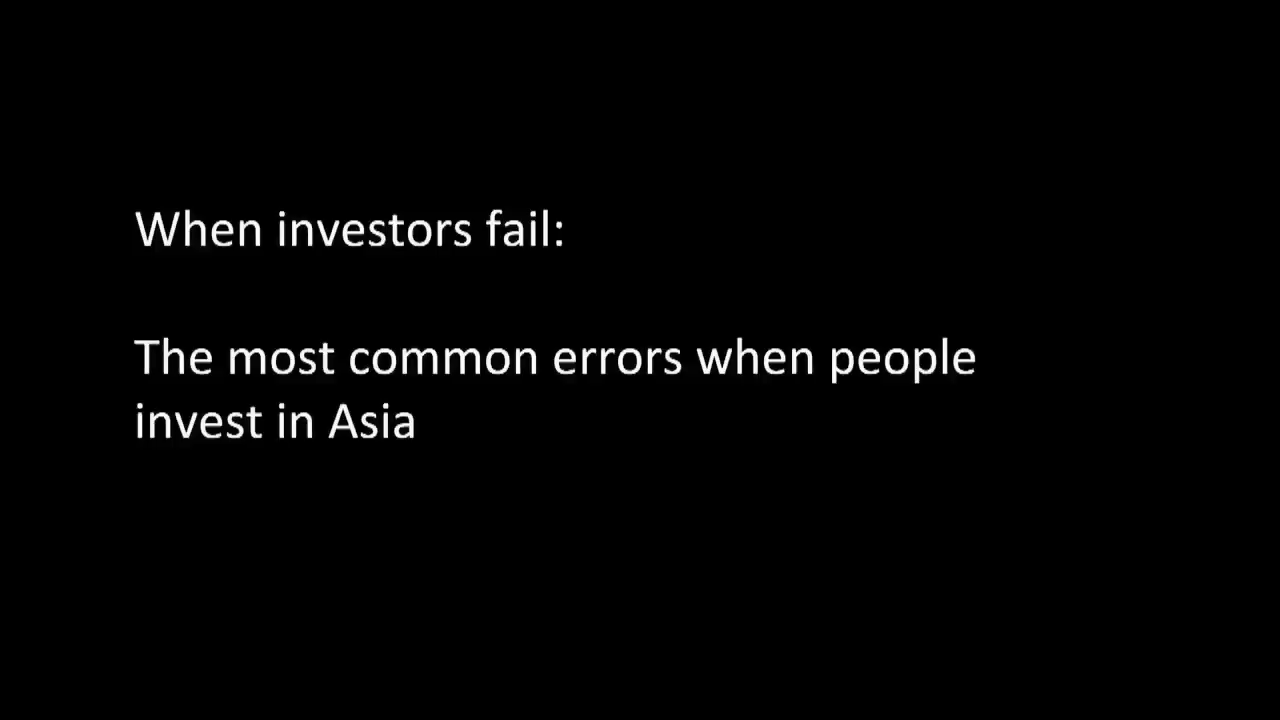 When investors fail:
The most common errors when people
invest in Asia